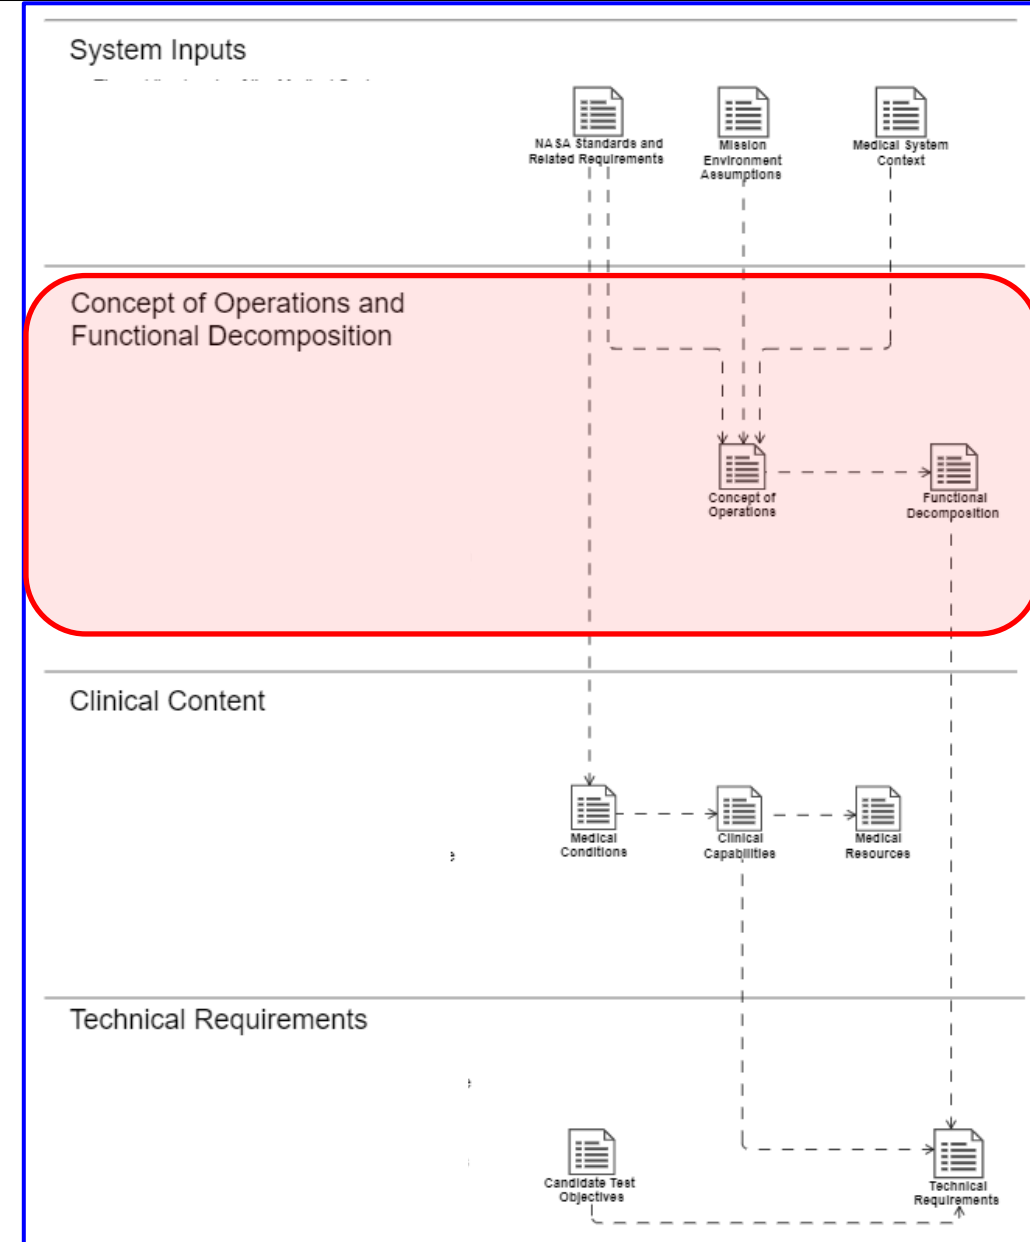 System Inputs
NASA Standards and
Related Requirements
Mission
Environment
Assumptions
Medical System
Context
Concept of Operations and
Functional Decomposition
Concept of
Operations
Functional
Decomposition
Clinical Content
Medical
Conditions
Clinical
Capabilities
Medical
Resources
Technical Requirements
Candidate Test
Objectives
Technical
Requirements